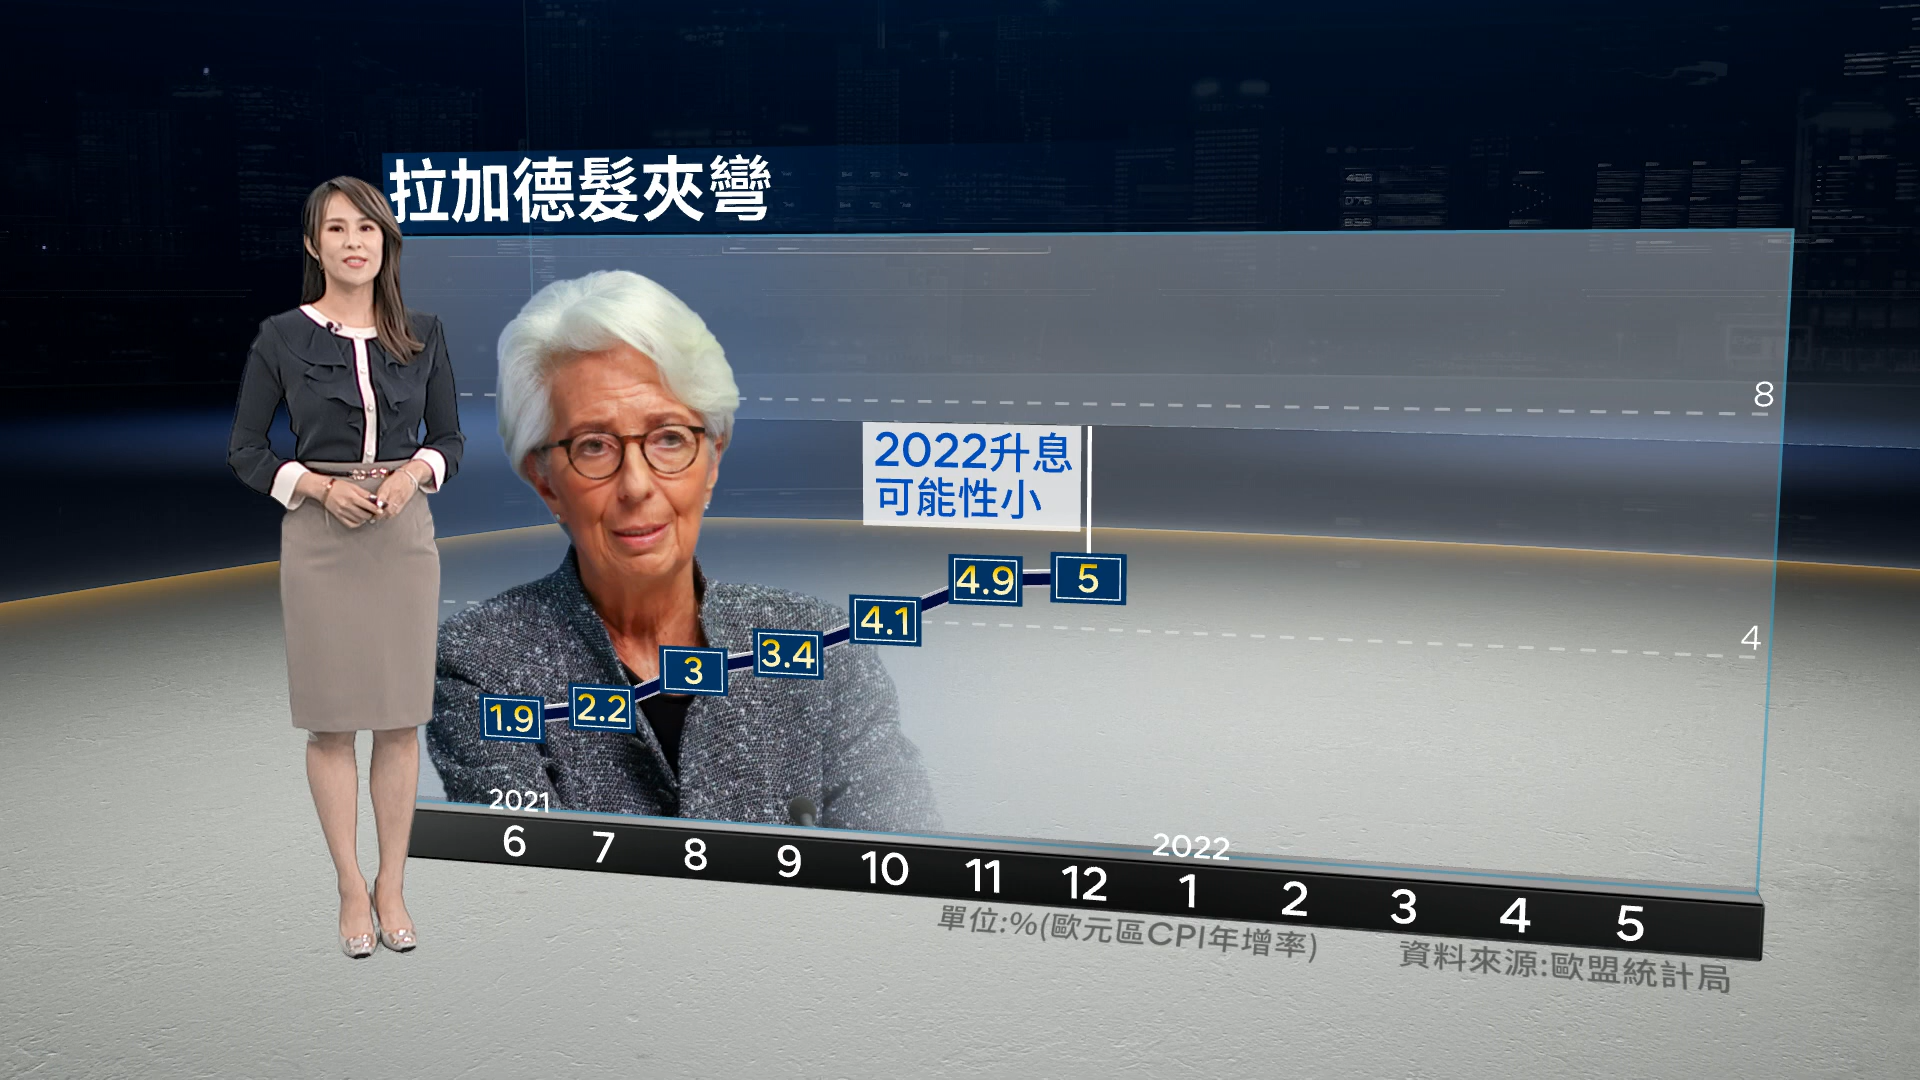 拉加德髮夾彎
8
2022升息
可能性小
4
1.9
2.2
3
3.4
4.1
4.9
5
2021
2022
6 7 8 9 10 11 12 1 2 3 4 5
單位:%(歐元區CPI年增率)
資料來源:歐盟統計局